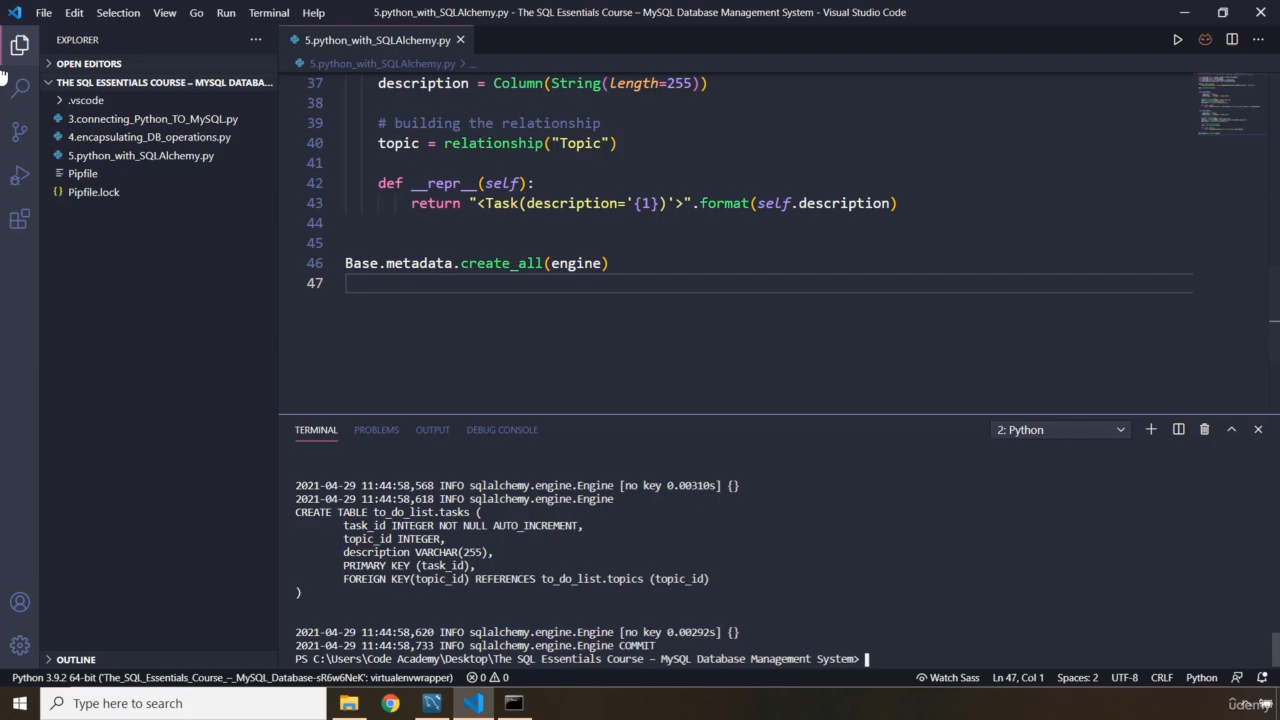 File Edit Selection View Go Run Terminal Help 5.python_with_SQLAlchemy.py - The SQL Essentials Course – MySQL Database Management System - Visual Studio Code
EXPLORER
5.python_with_SQLAlchemy.py
OPEN EDITORS
5.python_with_SQLAlchemy.py > ...
THE SQL ESSENTIALS COURSE – MYSQL DATABA...
.vscode
3.connecting_Python_TO_MySQL.py
4.encapsulating_DB_operations.py
5.python_with_SQLAlchemy.py
Pipfile
Pipfile.lock
37 description = Column(String(length=255))
38
39 # building the relationship
40 topic = relationship("Topic")
41
42 def __repr__(self):
43 return "<Task(description='{1})'>".format(self.description)
44
45
46 Base.metadata.create_all(engine)
47
TERMINAL PROBLEMS OUTPUT DEBUG CONSOLE 2: Python
2021-04-29 11:44:58,568 INFO sqlalchemy.engine.Engine [no key 0.00310s] {}
2021-04-29 11:44:58,618 INFO sqlalchemy.engine.Engine
CREATE TABLE to_do_list.tasks (
task_id INTEGER NOT NULL AUTO_INCREMENT,
topic_id INTEGER,
description VARCHAR(255),
PRIMARY KEY (task_id),
FOREIGN KEY(topic_id) REFERENCES to_do_list.topics (topic_id)
)
2021-04-29 11:44:58,620 INFO sqlalchemy.engine.Engine [no key 0.00292s] {}
2021-04-29 11:44:58,733 INFO sqlalchemy.engine.Engine COMMIT
PS C:\Users\Code Academy\Desktop\The SQL Essentials Course – MySQL Database Management System>
OUTLINE
Python 3.9.2 64-bit ('The_SQL_Essentials_Course_–_MySQL_Database-sR6w6NeK': virtualenvwrapper) 0 0 Watch Sass Ln 47, Col 1 Spaces: 2 UTF-8 CRLF Python
Type here to search
udemy